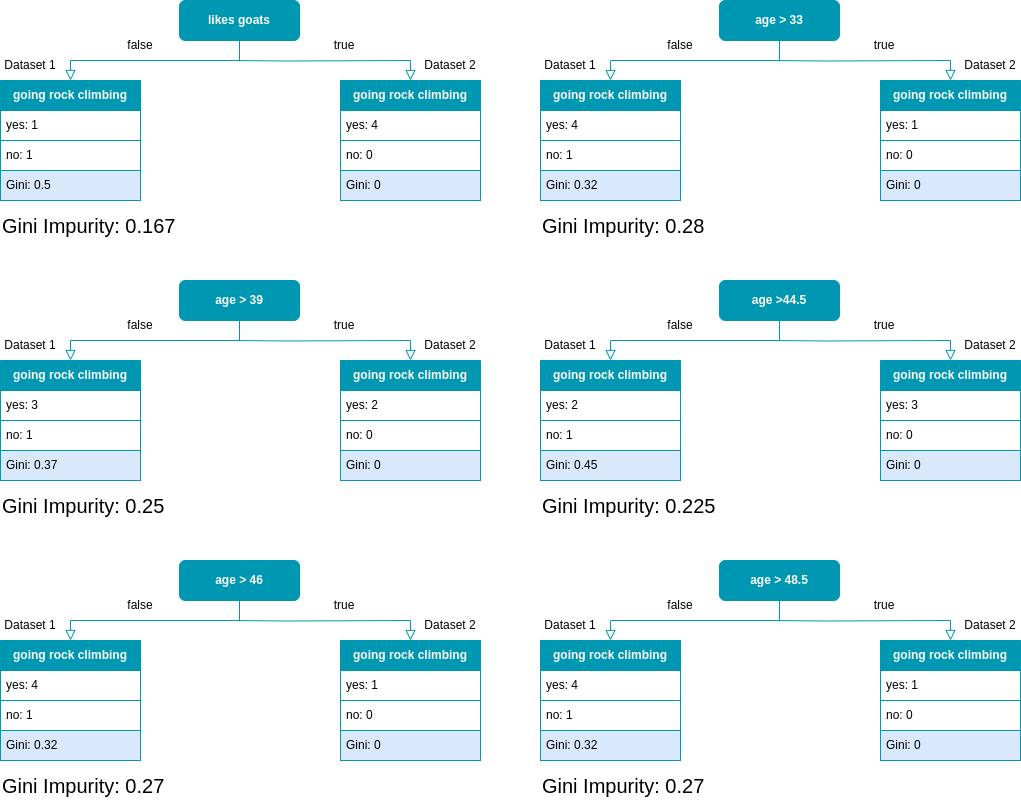 likes goats
false
true
Dataset 1
Dataset 2
going rock climbing
yes: 1
no: 1
Gini: 0.5
going rock climbing
yes: 4
no: 0
Gini: 0
Gini Impurity: 0.167
age > 33
false
true
Dataset 1
Dataset 2
going rock climbing
yes: 4
no: 1
Gini: 0.32
going rock climbing
yes: 1
no: 0
Gini: 0
Gini Impurity: 0.28
age > 39
false
true
Dataset 1
Dataset 2
going rock climbing
yes: 3
no: 1
Gini: 0.37
going rock climbing
yes: 2
no: 0
Gini: 0
Gini Impurity: 0.25
age >44.5
false
true
Dataset 1
Dataset 2
going rock climbing
yes: 2
no: 1
Gini: 0.45
going rock climbing
yes: 3
no: 0
Gini: 0
Gini Impurity: 0.225
age > 46
false
true
Dataset 1
Dataset 2
going rock climbing
yes: 4
no: 1
Gini: 0.32
going rock climbing
yes: 1
no: 0
Gini: 0
Gini Impurity: 0.27
age > 48.5
false
true
Dataset 1
Dataset 2
going rock climbing
yes: 4
no: 1
Gini: 0.32
going rock climbing
yes: 1
no: 0
Gini: 0
Gini Impurity: 0.27